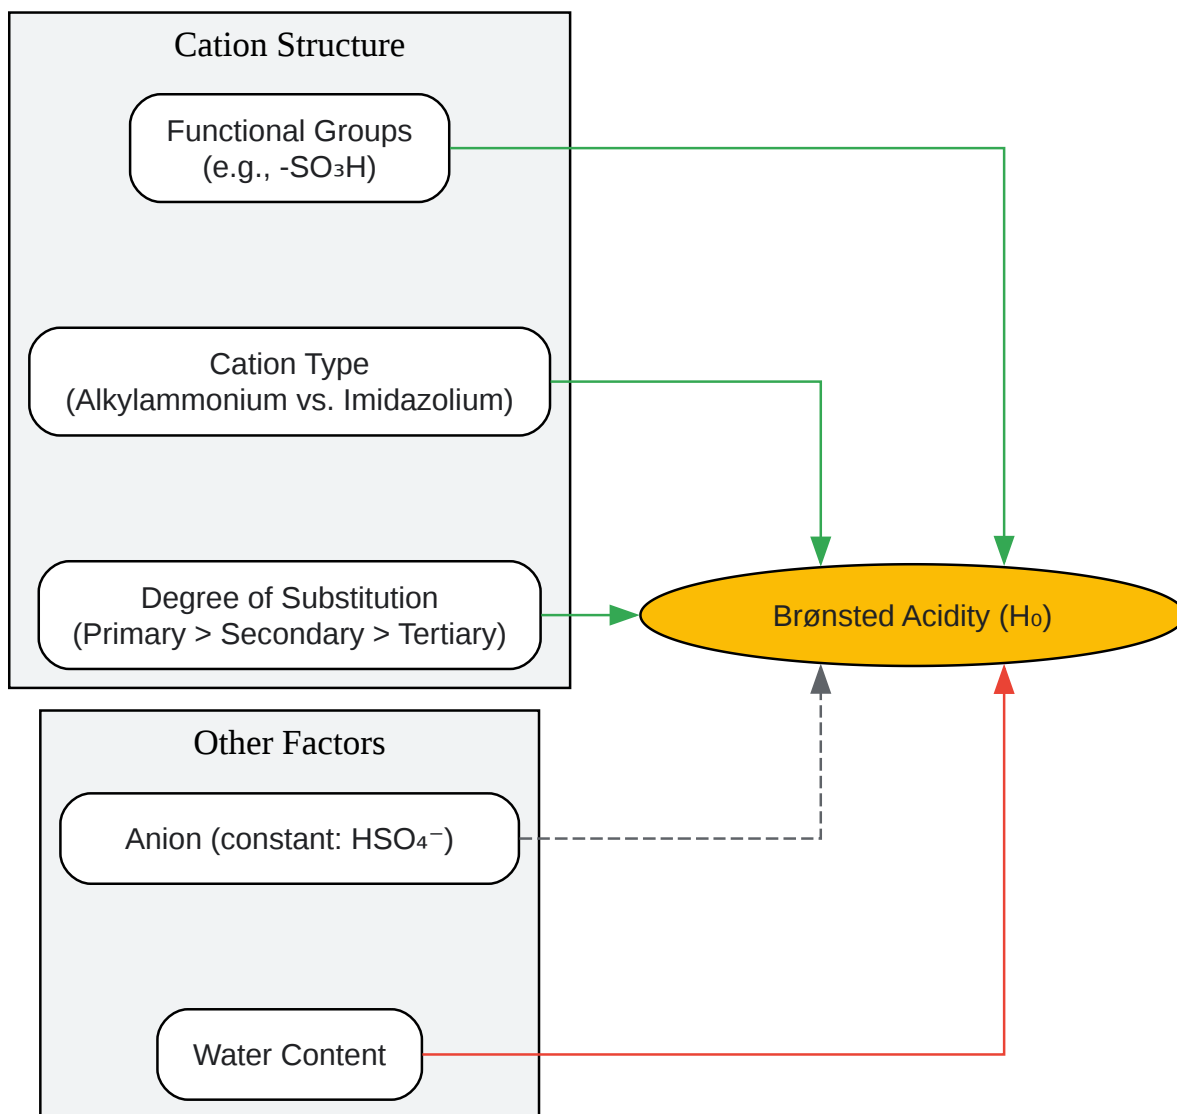 Cation Structure
Functional Groups
(e.g., -SO₃H)
Cation Type
(Alkylammonium vs. Imidazolium)
Degree of Substitution
(Primary > Secondary > Tertiary)
Brønsted Acidity (H₀)
Other Factors
Anion (constant: HSO₄⁻)
Water Content